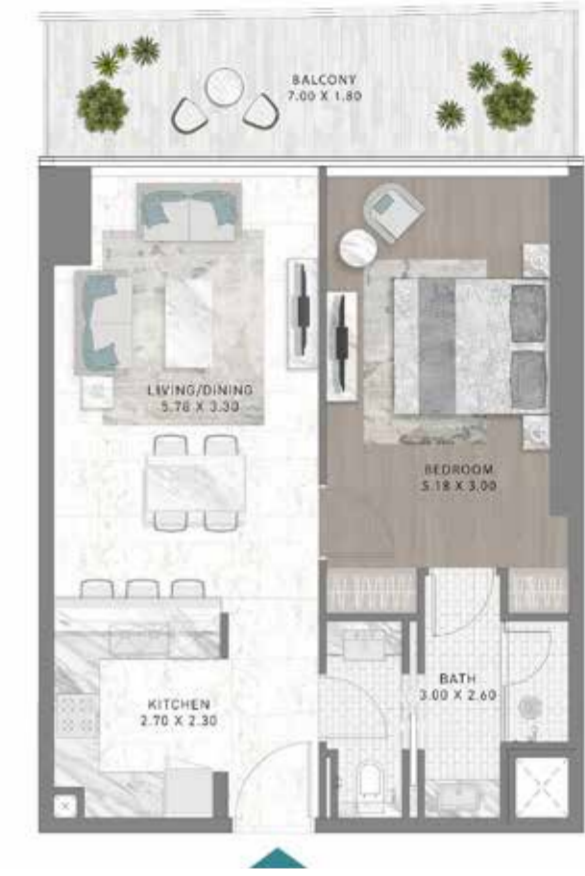 BALCONY
7.00 X 1.80
LIVING/DINING
5.78 X 3.30
BEDROOM
5.18 X 3.00
KITCHEN
2.70 X 2.30
BATH
3.00 X 2.60